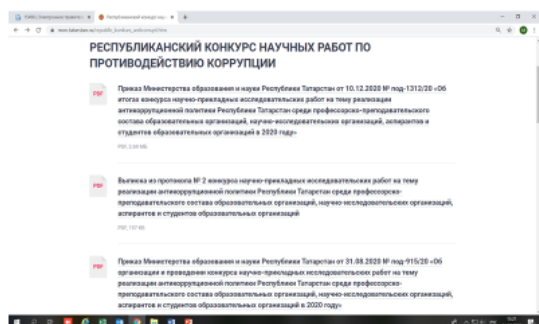 РЕСПУБЛИКАНСКИЙ КОНКУРС НАУЧНЫХ РАБОТ ПО
ПРОТИВОДЕЙСТВИЮ КОРРУПЦИИ
PDF
Приказ Министерства образования и науки Республики Татарстан от 10.12.2020 № под-1312/20 «Об
итогах конкурса научно-прикладных исследовательских работ на тему реализации
антикоррупционной политики Республики Татарстан среди профессорско-преподавательского
состава образовательных организаций, научно-исследовательских организаций, аспирантов и
студентов образовательных организаций в 2020 году»
PDF
Выписка из протокола № 2 конкурса научно-прикладных исследовательских работ на тему
реализации антикоррупционной политики Республики Татарстан среди профессорско-
преподавательского состава образовательных организаций, научно-исследовательских организаций,
аспирантов и студентов образовательных организаций
PDF, 197 КБ
PDF
Приказ Министерства образования и науки Республики Татарстан от 31.08.2020 № под-915/20 «Об
организации и проведении конкурса научно-прикладных исследовательских работ на тему
реализации антикоррупционной политики Республики Татарстан среди профессорско-
преподавательского состава образовательных организаций, научно-исследовательских организаций,
аспирантов и студентов образовательных организаций в 2020 году»